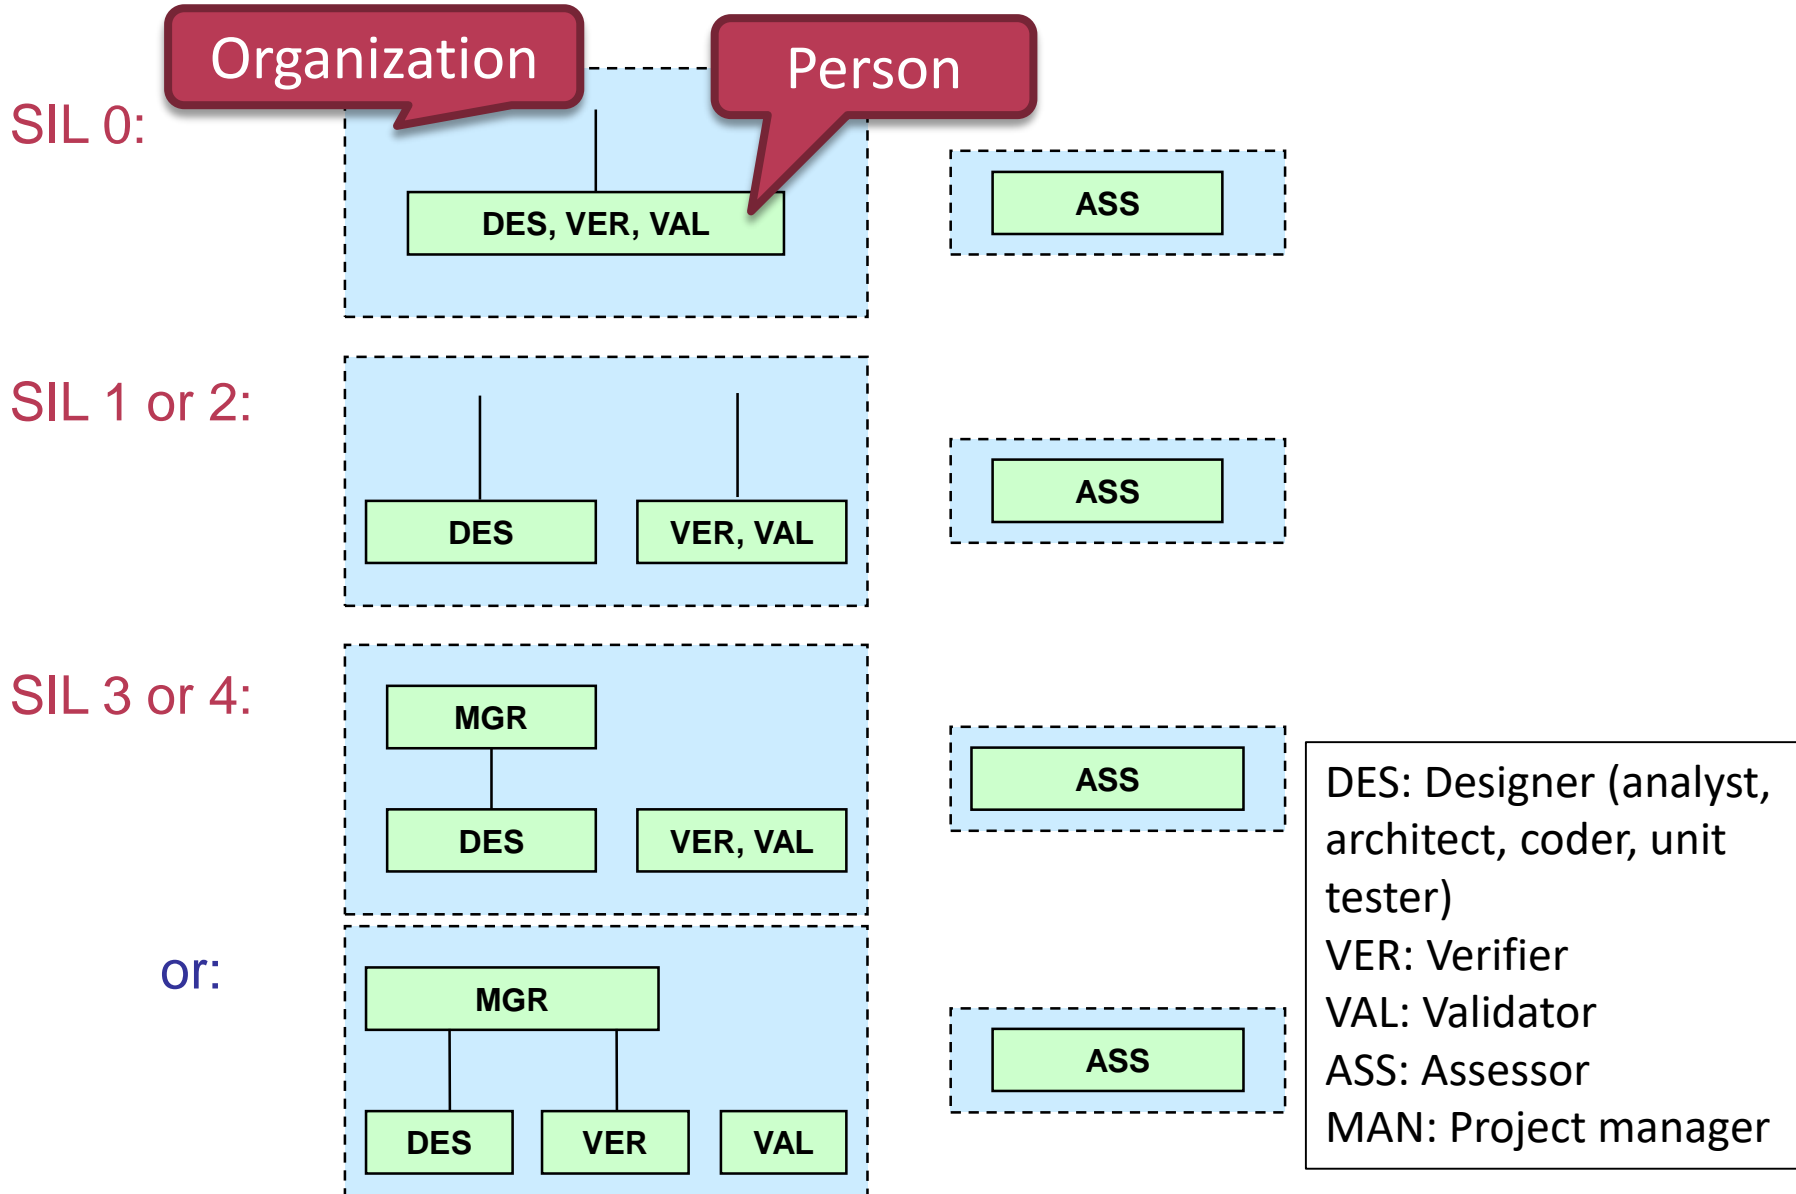 Organization
Person
SIL 0:
DES, VER, VAL
ASS
SIL 1 or 2:
DES
VER, VAL
ASS
SIL 3 or 4:
MGR
DES
VER, VAL
ASS
or:
MGR
DES
VER
VAL
ASS
DES: Designer (analyst,
architect, coder, unit
tester)
VER: Verifier
VAL: Validator
ASS: Assessor
MAN: Project manager